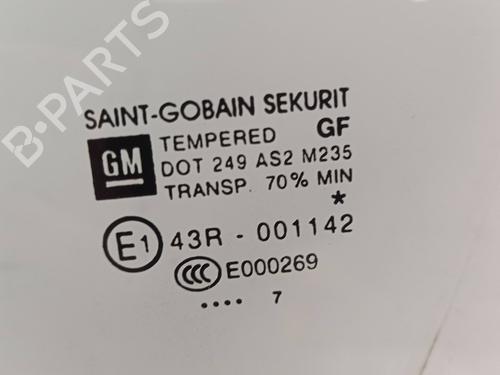 B-PARTS
SAINT-GOBAIN SEKURIT
GM TEMPERED GF
DOT 249 AS2 M235
TRANSP. 70% MIN
*
E1 43R - 001142
CCC E000269
.... 7